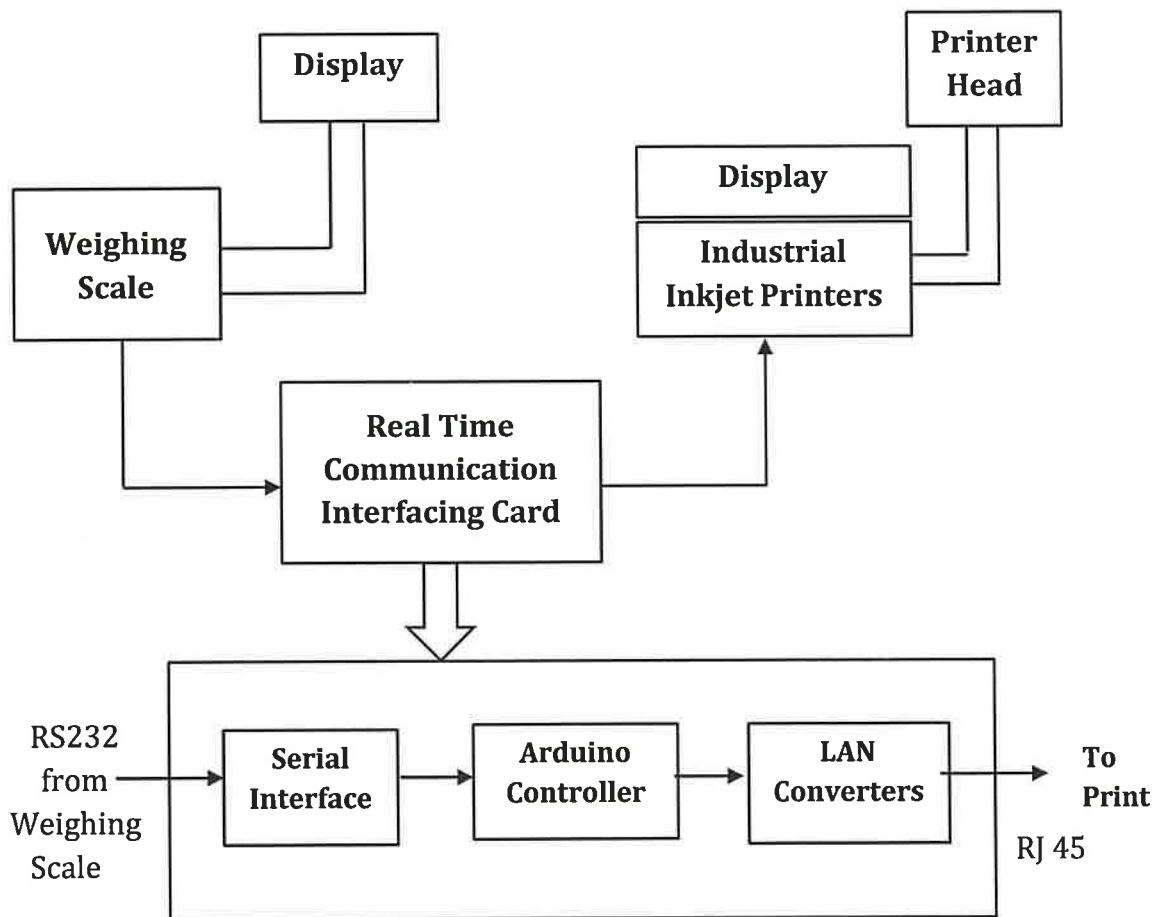 Display
Printer
Head
Display
Weighing
Scale
Industrial
Inkjet Printers
Real Time
Communication
Interfacing Card
RS232
from
Weighing
Scale
Serial
Interface
Arduino
Controller
LAN
Converters
To
Print
RJ 45